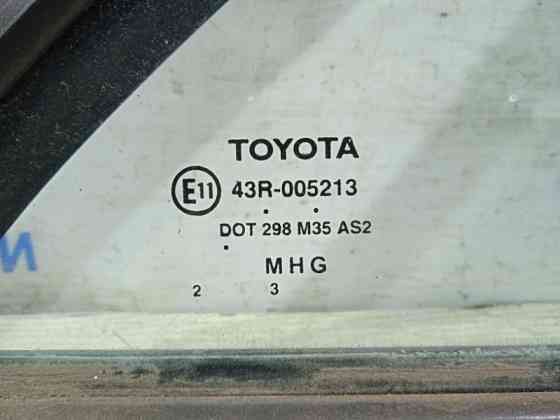 TOYOTA
E11 43R-005213
DOT 298 M35 AS2
MHG
2 3
N